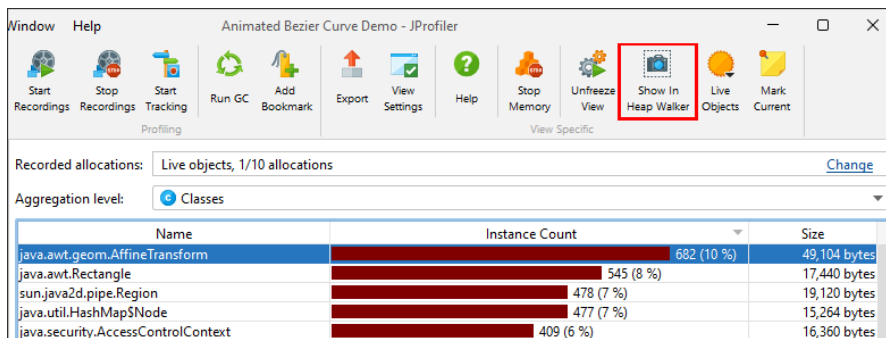 Window Help Animated Bezier Curve Demo - JProfiler
Start Recordings
Stop Recordings
Start Tracking
Run GC
Add Bookmark
Export
View Settings
Help
Stop Memory
Unfreeze View
Show In Heap Walker
Live Objects
Mark Current
Profiling
View Specific
Recorded allocations: Live objects, 1/10 allocations Change
Aggregation level: C Classes
Name Instance Count Size
java.awt.geom.AffineTransform 682 (10 %) 49,104 bytes
java.awt.Rectangle 545 (8 %) 17,440 bytes
sun.java2d.pipe.Region 478 (7 %) 19,120 bytes
java.util.HashMap$Node 477 (7 %) 15,264 bytes
java.security.AccessControlContext 409 (6 %) 16,360 bytes